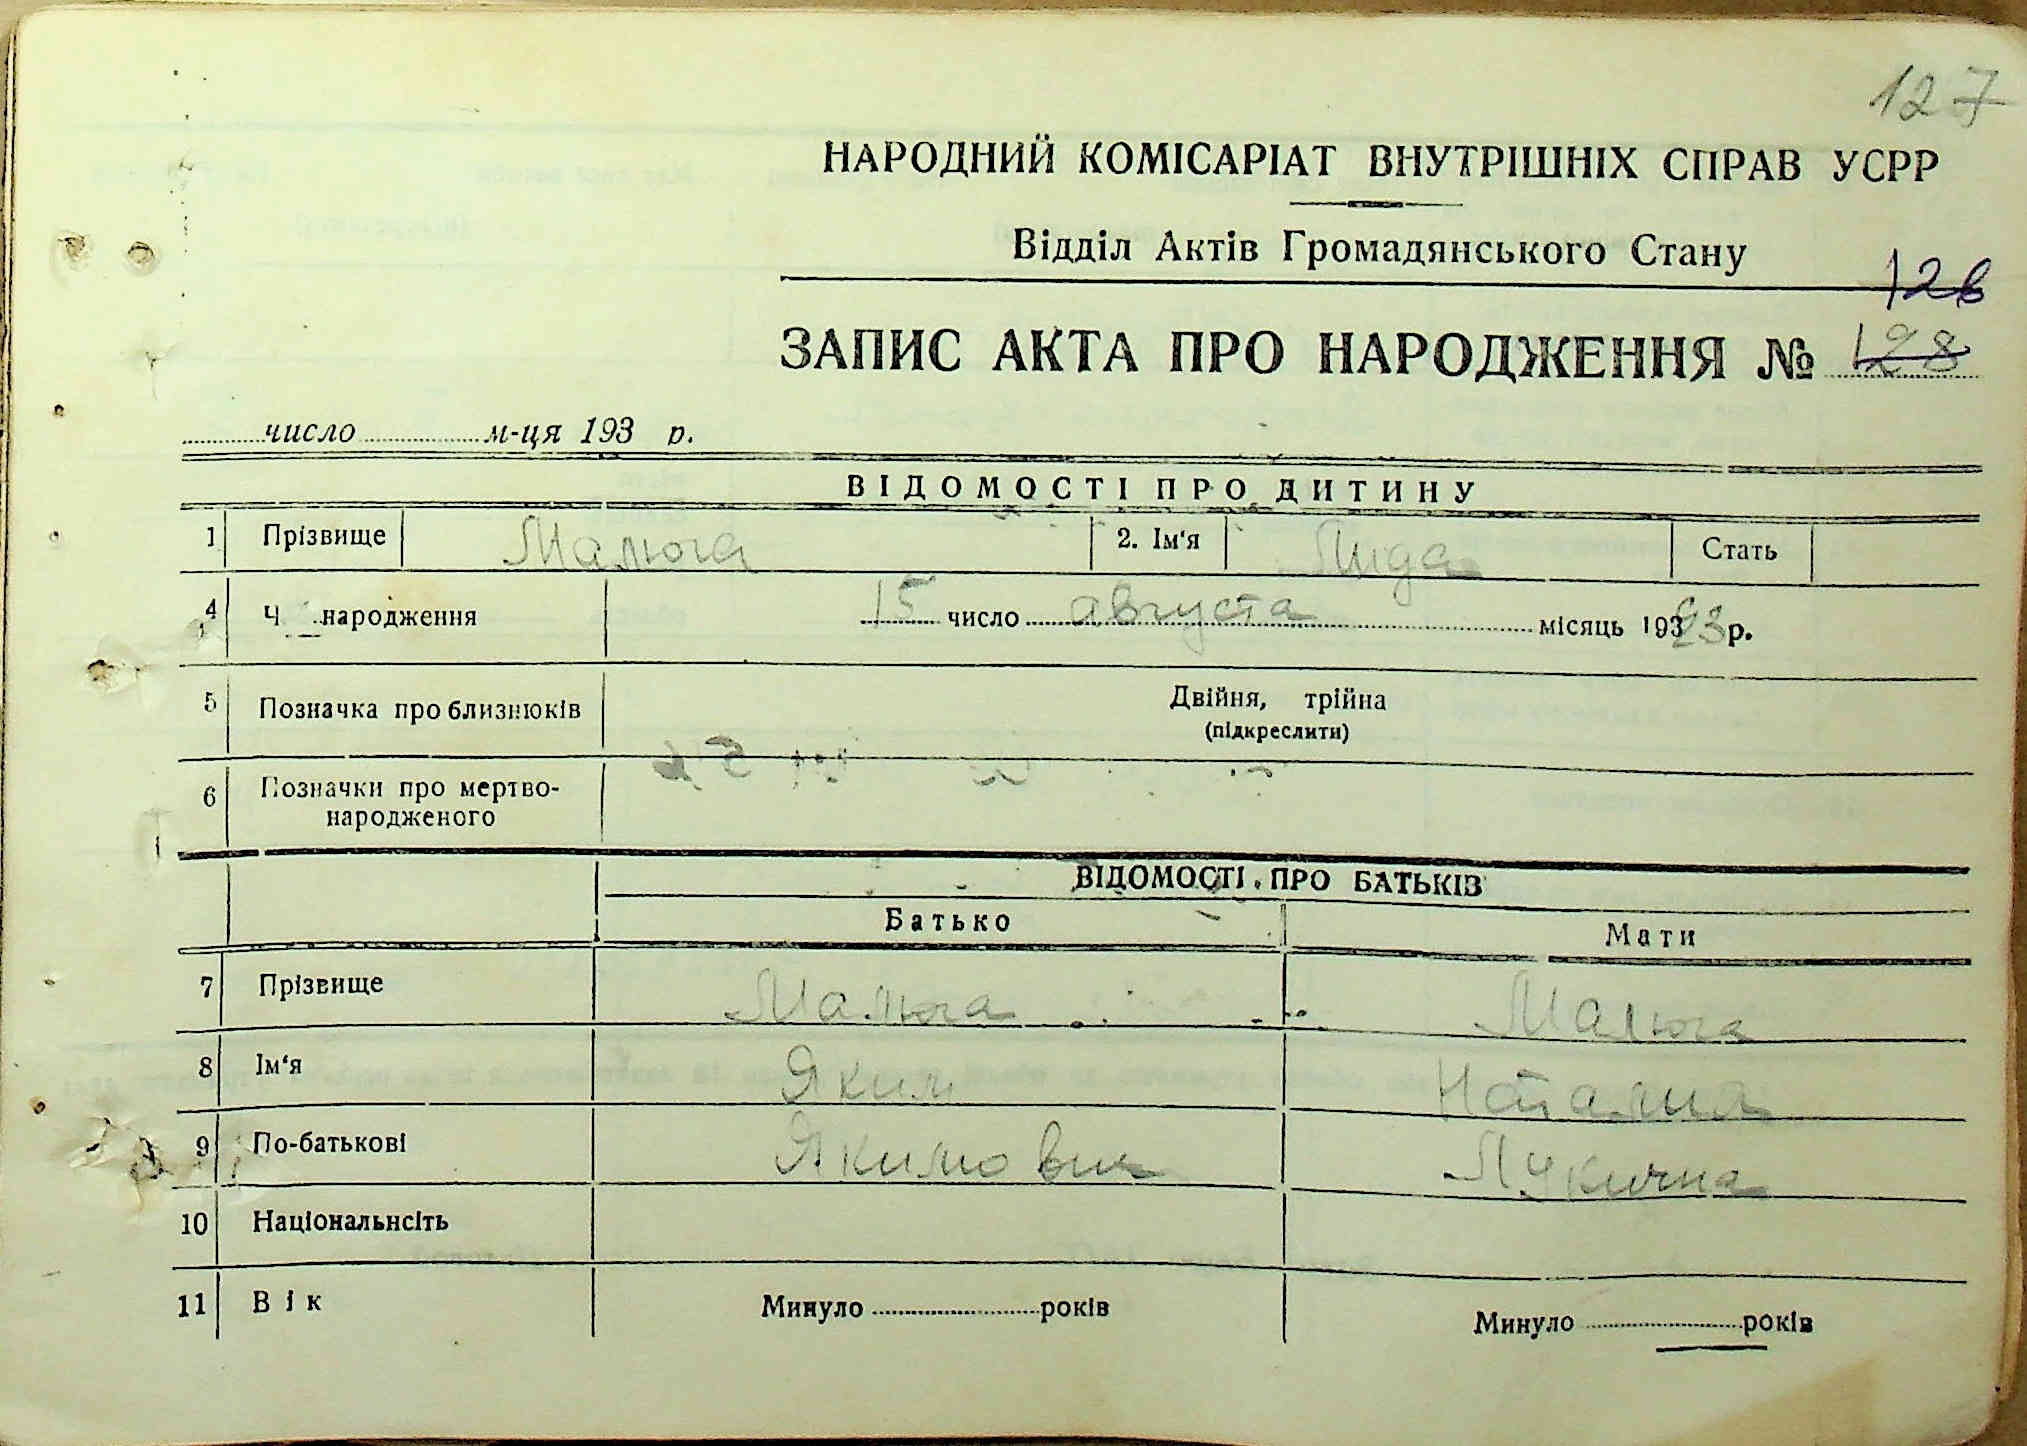 127
НАРОДНИЙ КОМІСАРІАТ ВНУТРІШНІХ СПРАВ УСРР
Відділ Актів Громадянського Стану
126
ЗАПИС АКТА ПРО НАРОДЖЕННЯ № 128
число м-ця 193 р.
ВІДОМОСТІ ПРО ДИТИНУ
1 Прізвище Малюга 2. Ім'я Лида Стать
4 народження 15 число августа місяць 193 23 р.
5 Позначка про близнюків Двійня, трійна
(підкреслити)
6 Позначки про мертво-
народженого
ВІДОМОСТІ ПРО БАТЬКІВ
Батько Мати
7 Прізвище Малюга Малюга
8 Ім'я Яким Наталия
9 По-батькові Якимович Лукична
10 Національнсіть
11 Вік Минуло років Минуло років